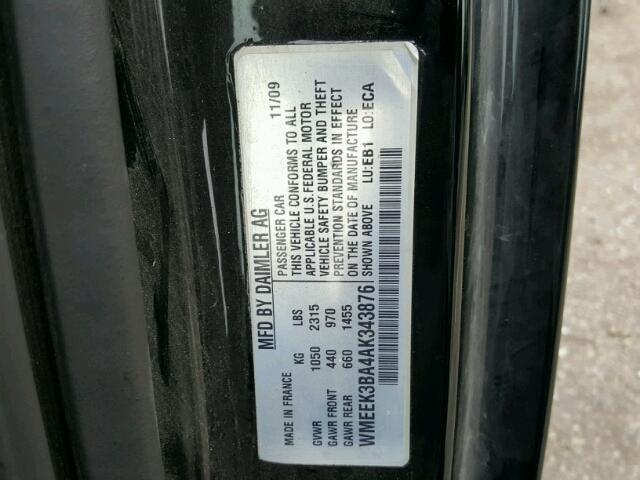 MFD BY DAIMLER AG
MADE IN FRANCE
KG LBS
GVWR 1050 2315
GAWR FRONT 440 970
GAWR REAR 660 1455
PASSENGER CAR 11/09
THIS VEHICLE CONFORMS TO ALL
APPLICABLE U.S. FEDERAL MOTOR
VEHICLE SAFETY BUMPER AND THEFT
PREVENTION STANDARDS IN EFFECT
ON THE DATE OF MANUFACTURE
SHOWN ABOVE LU:EB1 LO:ECA
WMEEK3BA4AK343876